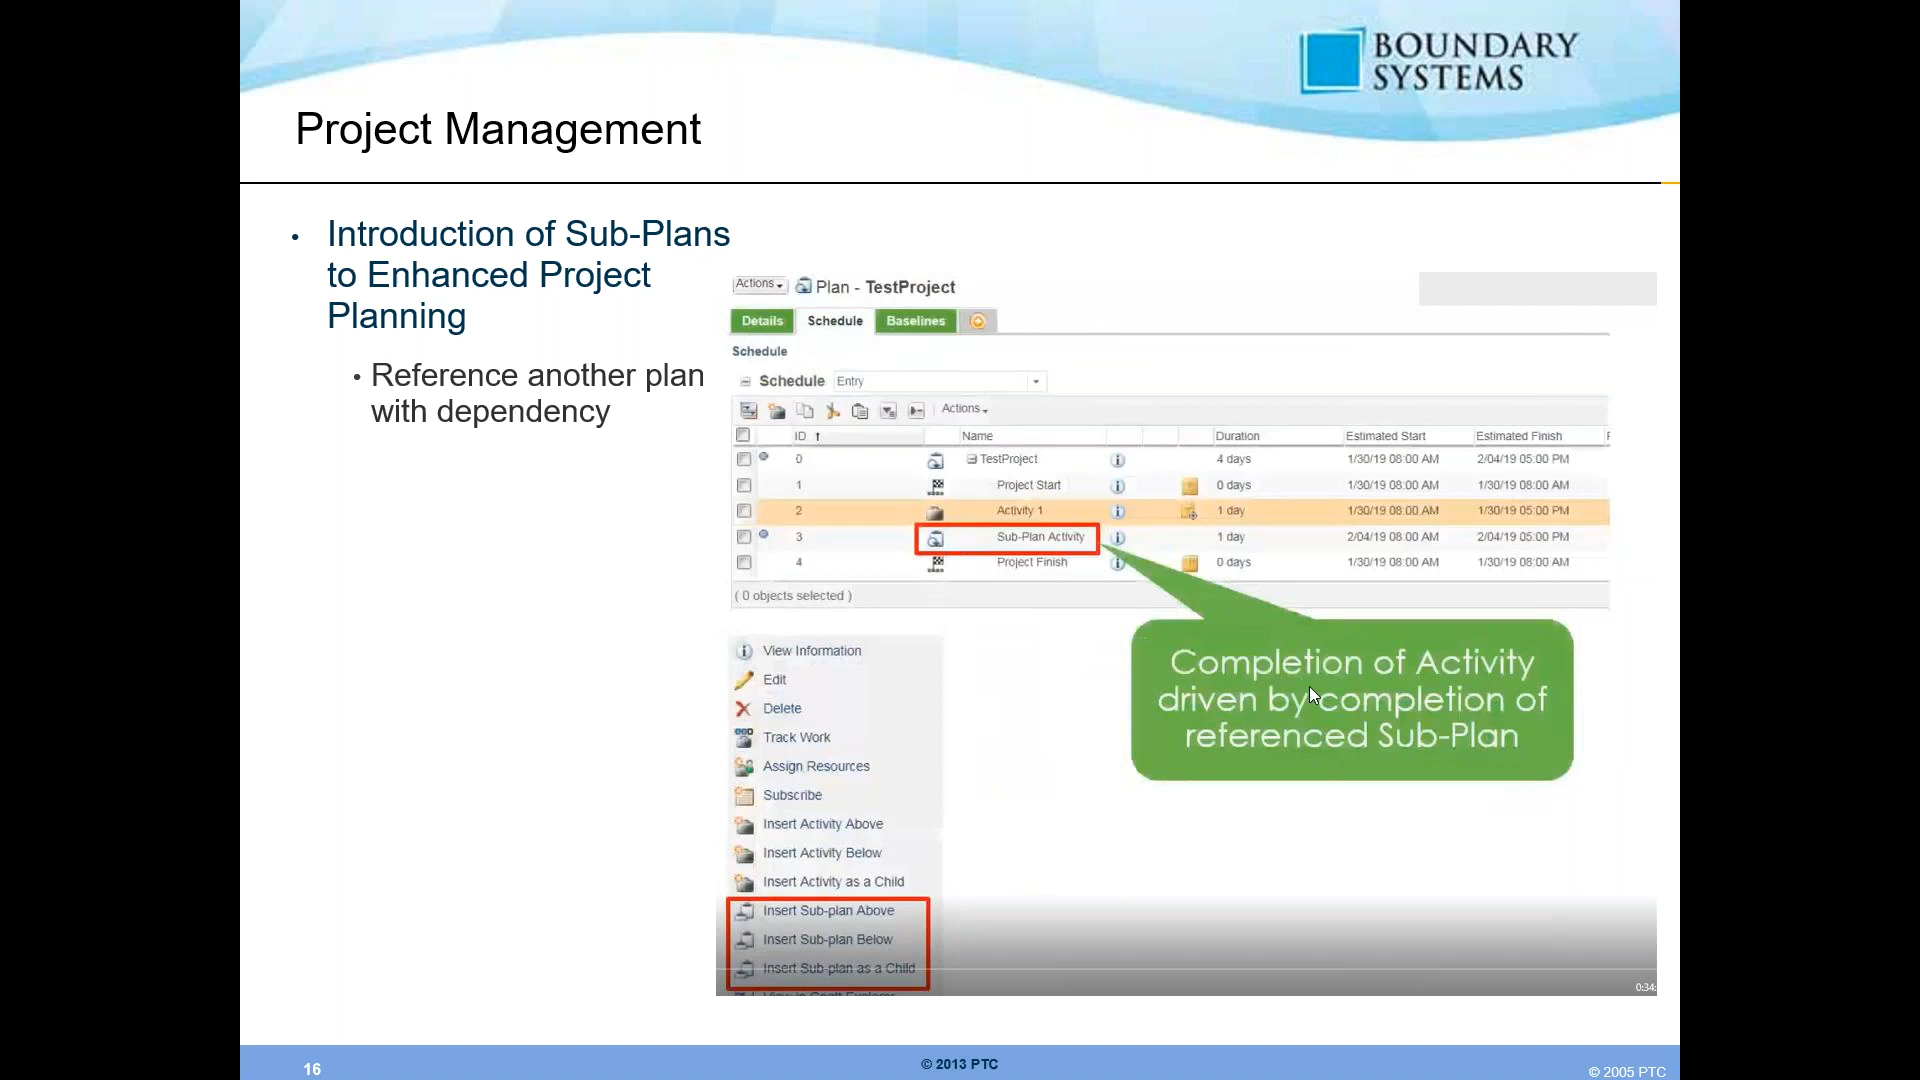 BOUNDARY
SYSTEMS
Project Management
• Introduction of Sub-Plans
to Enhanced Project
Planning
• Reference another plan
with dependency
Actions Plan - TestProject
Details Schedule Baselines
Schedule
Schedule Entry
Actions
ID Name Duration Estimated Start Estimated Finish
0 TestProject 4 days 1/30/19 08:00 AM 2/04/19 05:00 PM
1 Project Start 0 days 1/30/19 08:00 AM 1/30/19 08:00 AM
2 Activity 1 1 day 1/30/19 08:00 AM 1/30/19 05:00 PM
3 Sub-Plan Activity 1 day 2/04/19 08:00 AM 2/04/19 05:00 PM
4 Project Finish 0 days 1/30/19 08:00 AM 1/30/19 08:00 AM
( 0 objects selected )
Completion of Activity
driven by completion of
referenced Sub-Plan
View Information
Edit
Delete
Track Work
Assign Resources
Subscribe
Insert Activity Above
Insert Activity Below
Insert Activity as a Child
Insert Sub-plan Above
Insert Sub-plan Below
Insert Sub-plan as a Child
0:34:
16
© 2013 PTC
© 2005 PTC